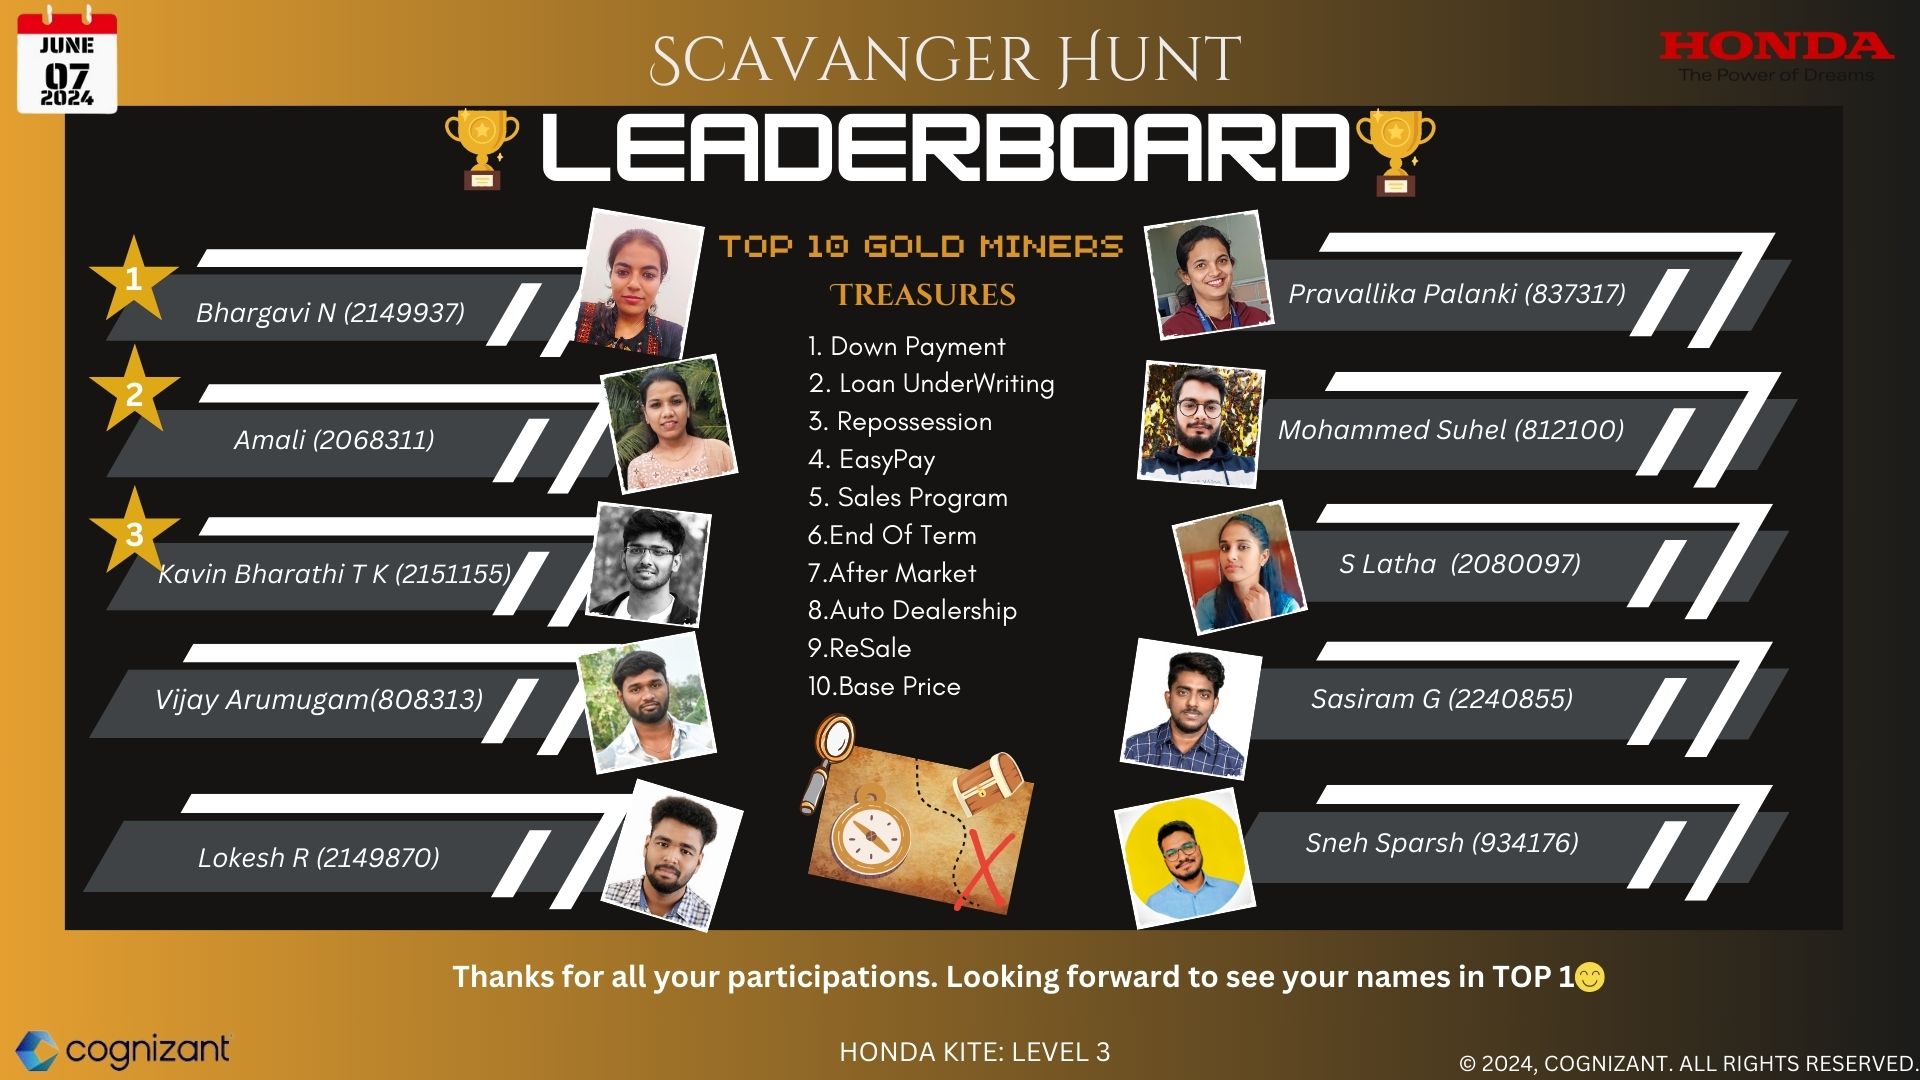 JUNE
07
2024
Scavanger Hunt
HONDA
The Power of Dreams
LEADERBOARD
TOP 10 GOLD MINERS
Treasures
1. Down Payment
2. Loan UnderWriting
3. Repossession
4. EasyPay
5. Sales Program
6.End Of Term
7.After Market
8.Auto Dealership
9.ReSale
10.Base Price
1
Bhargavi N (2149937)
2
Amali (2068311)
3
Kavin Bharathi T K (2151155)
Vijay Arumugam(808313)
Lokesh R (2149870)
Pravallika Palanki (837317)
Mohammed Suhel (812100)
S Latha (2080097)
Sasiram G (2240855)
Sneh Sparsh (934176)
Thanks for all your participations. Looking forward to see your names in TOP 1😊
cognizant
HONDA KITE: LEVEL 3
© 2024, COGNIZANT. ALL RIGHTS RESERVED.